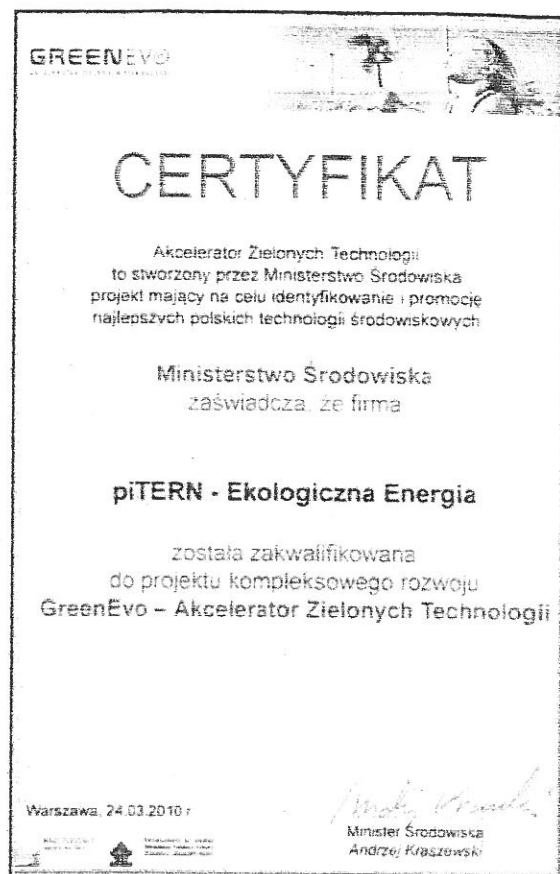 GREENEVO
CERTYFIKAT
Akcelerator Zielonych Technologii
to stworzony przez Ministerstwo Środowiska
projekt mający na celu identyfikowanie i promocję
najlepszych polskich technologii środowiskowych
Ministerstwo Środowiska
zaświadcza, że firma
piTERN - Ekologiczna Energia
została zakwalifikowana
do projektu kompleksowego rozwoju
GreenEvo – Akcelerator Zielonych Technologii
Warszawa, 24.03.2010 r
Minister Środowiska
Andrzej Kraszewski